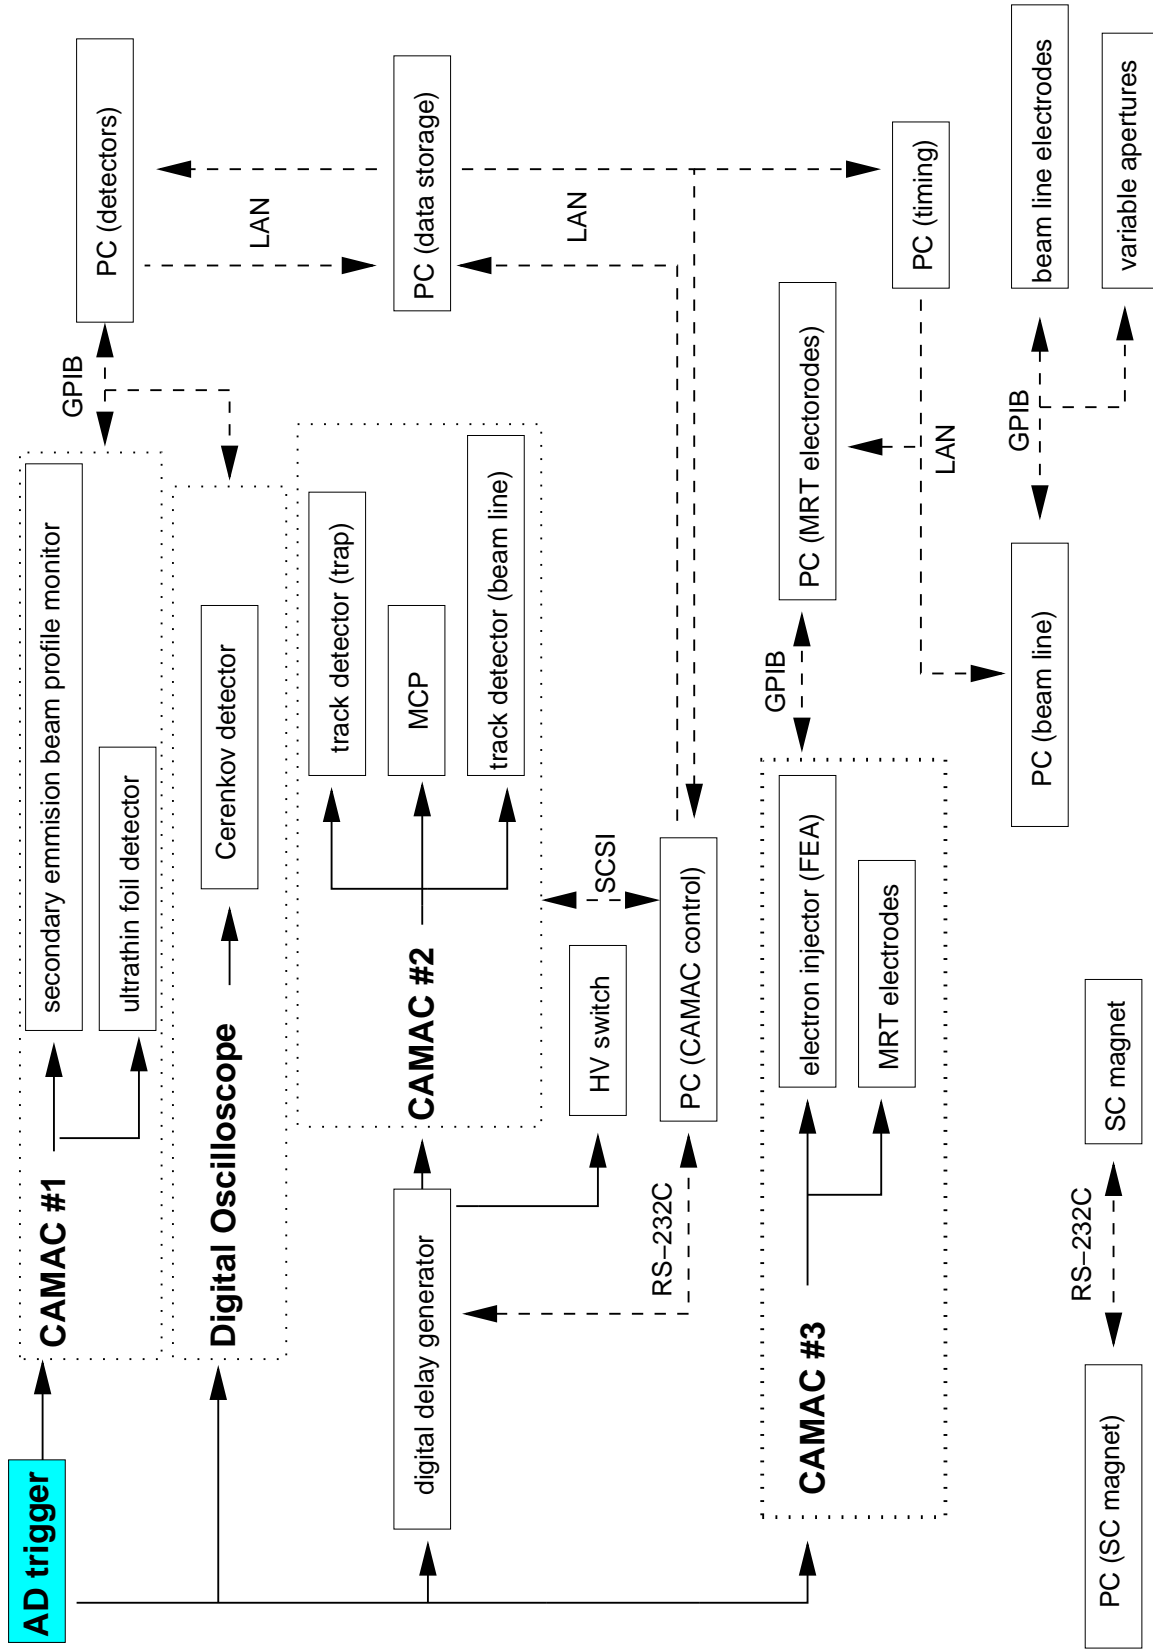 AD trigger
CAMAC #1
secondary emmision beam profile monitor
ultrathin foil detector
GPIB
PC (detectors)
Digital Oscilloscope
Cerenkov detector
LAN
digital delay generator
CAMAC #2
track detector (trap)
MCP
track detector (beam line)
PC (data storage)
HV switch
SCSI
LAN
RS–232C
PC (CAMAC control)
CAMAC #3
electron injector (FEA)
MRT electrodes
GPIB
PC (MRT electorodes)
PC (timing)
LAN
PC (beam line)
GPIB
beam line electrodes
variable apertures
PC (SC magnet)
RS–232C
SC magnet